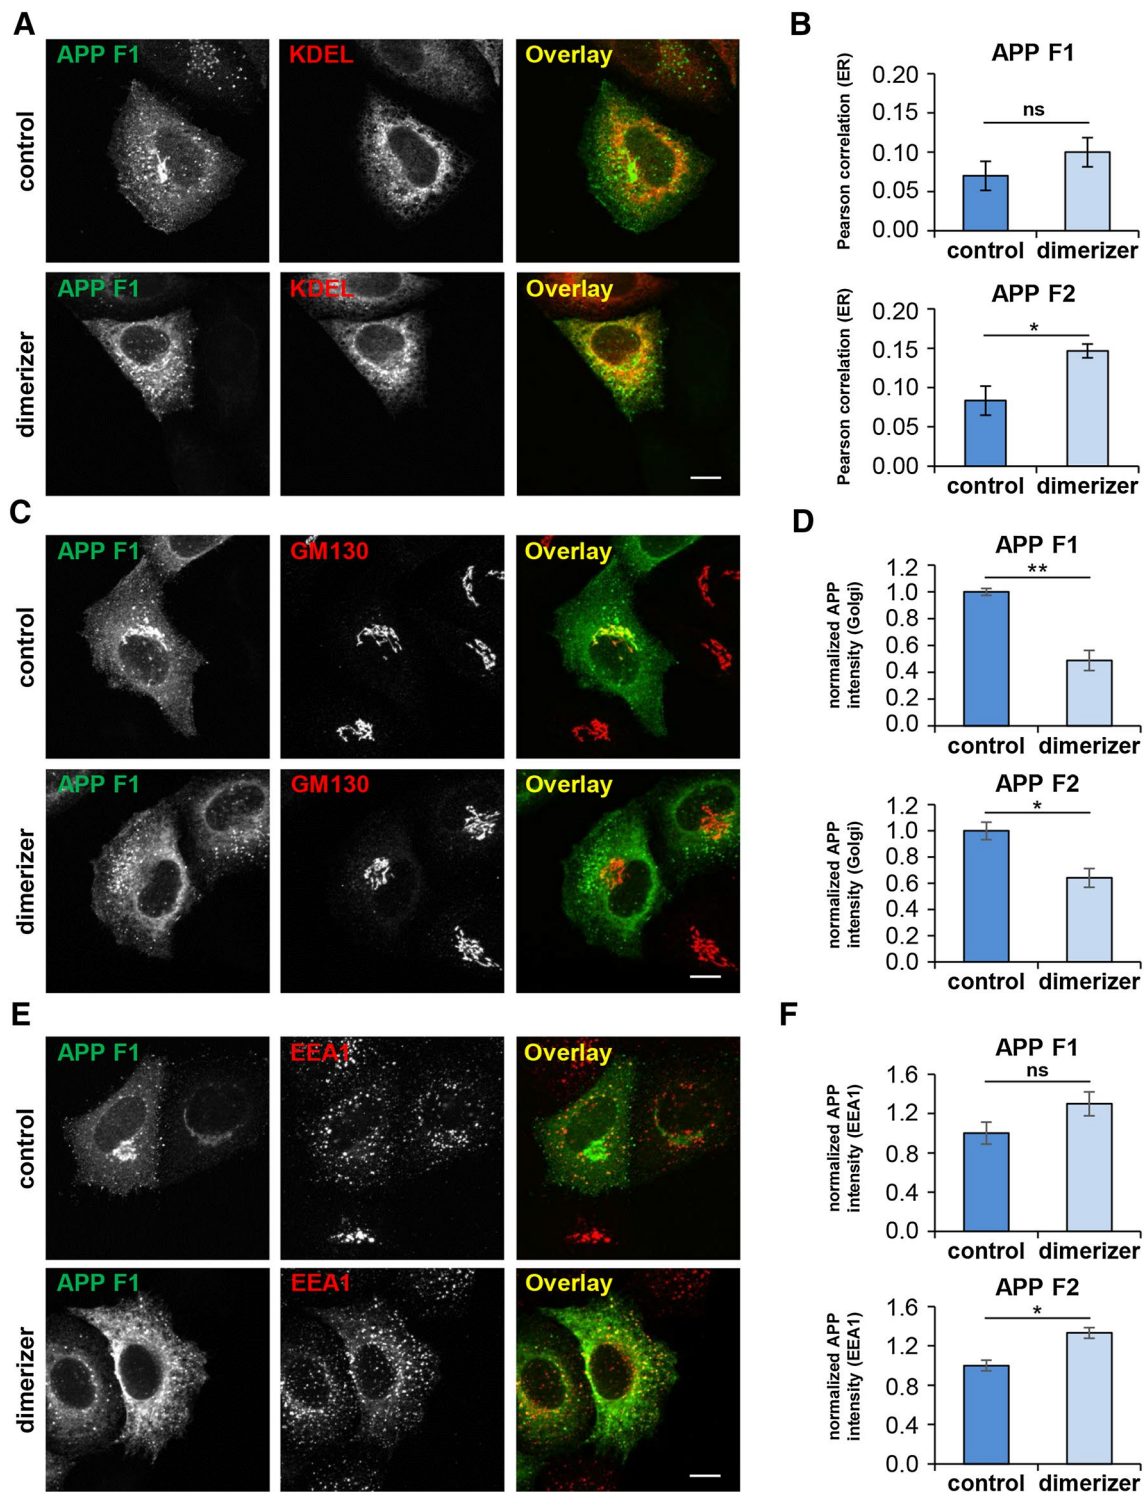 A
APP F1
KDEL
Overlay
control
APP F1
KDEL
Overlay
dimerizer
B
APP F1
Pearson correlation (ER)
0.20
0.15
0.10
0.05
0.00
ns
control dimerizer
APP F2
Pearson correlation (ER)
0.20
0.15
0.10
0.05
0.00
*
control dimerizer
C
APP F1
GM130
Overlay
control
APP F1
GM130
Overlay
dimerizer
D
APP F1
normalized APP
intensity (Golgi)
1.2
1.0
0.8
0.6
0.4
0.2
0.0
**
control dimerizer
APP F2
normalized APP
intensity (Golgi)
1.2
1.0
0.8
0.6
0.4
0.2
0.0
*
control dimerizer
E
APP F1
EEA1
Overlay
control
APP F1
EEA1
Overlay
dimerizer
F
APP F1
normalized APP
intensity (EEA1)
1.6
1.2
0.8
0.4
0.0
ns
control dimerizer
APP F2
normalized APP
intensity (EEA1)
1.6
1.2
0.8
0.4
0.0
*
control dimerizer